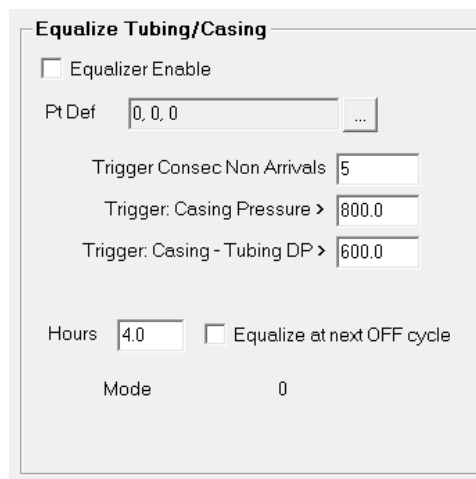 Equalize Tubing/Casing
Equalizer Enable
Pt Def 0, 0, 0 ...
Trigger Consec Non Arrivals 5
Trigger: Casing Pressure > 800.0
Trigger: Casing - Tubing DP > 600.0
Hours 4.0 Equalize at next OFF cycle
Mode 0